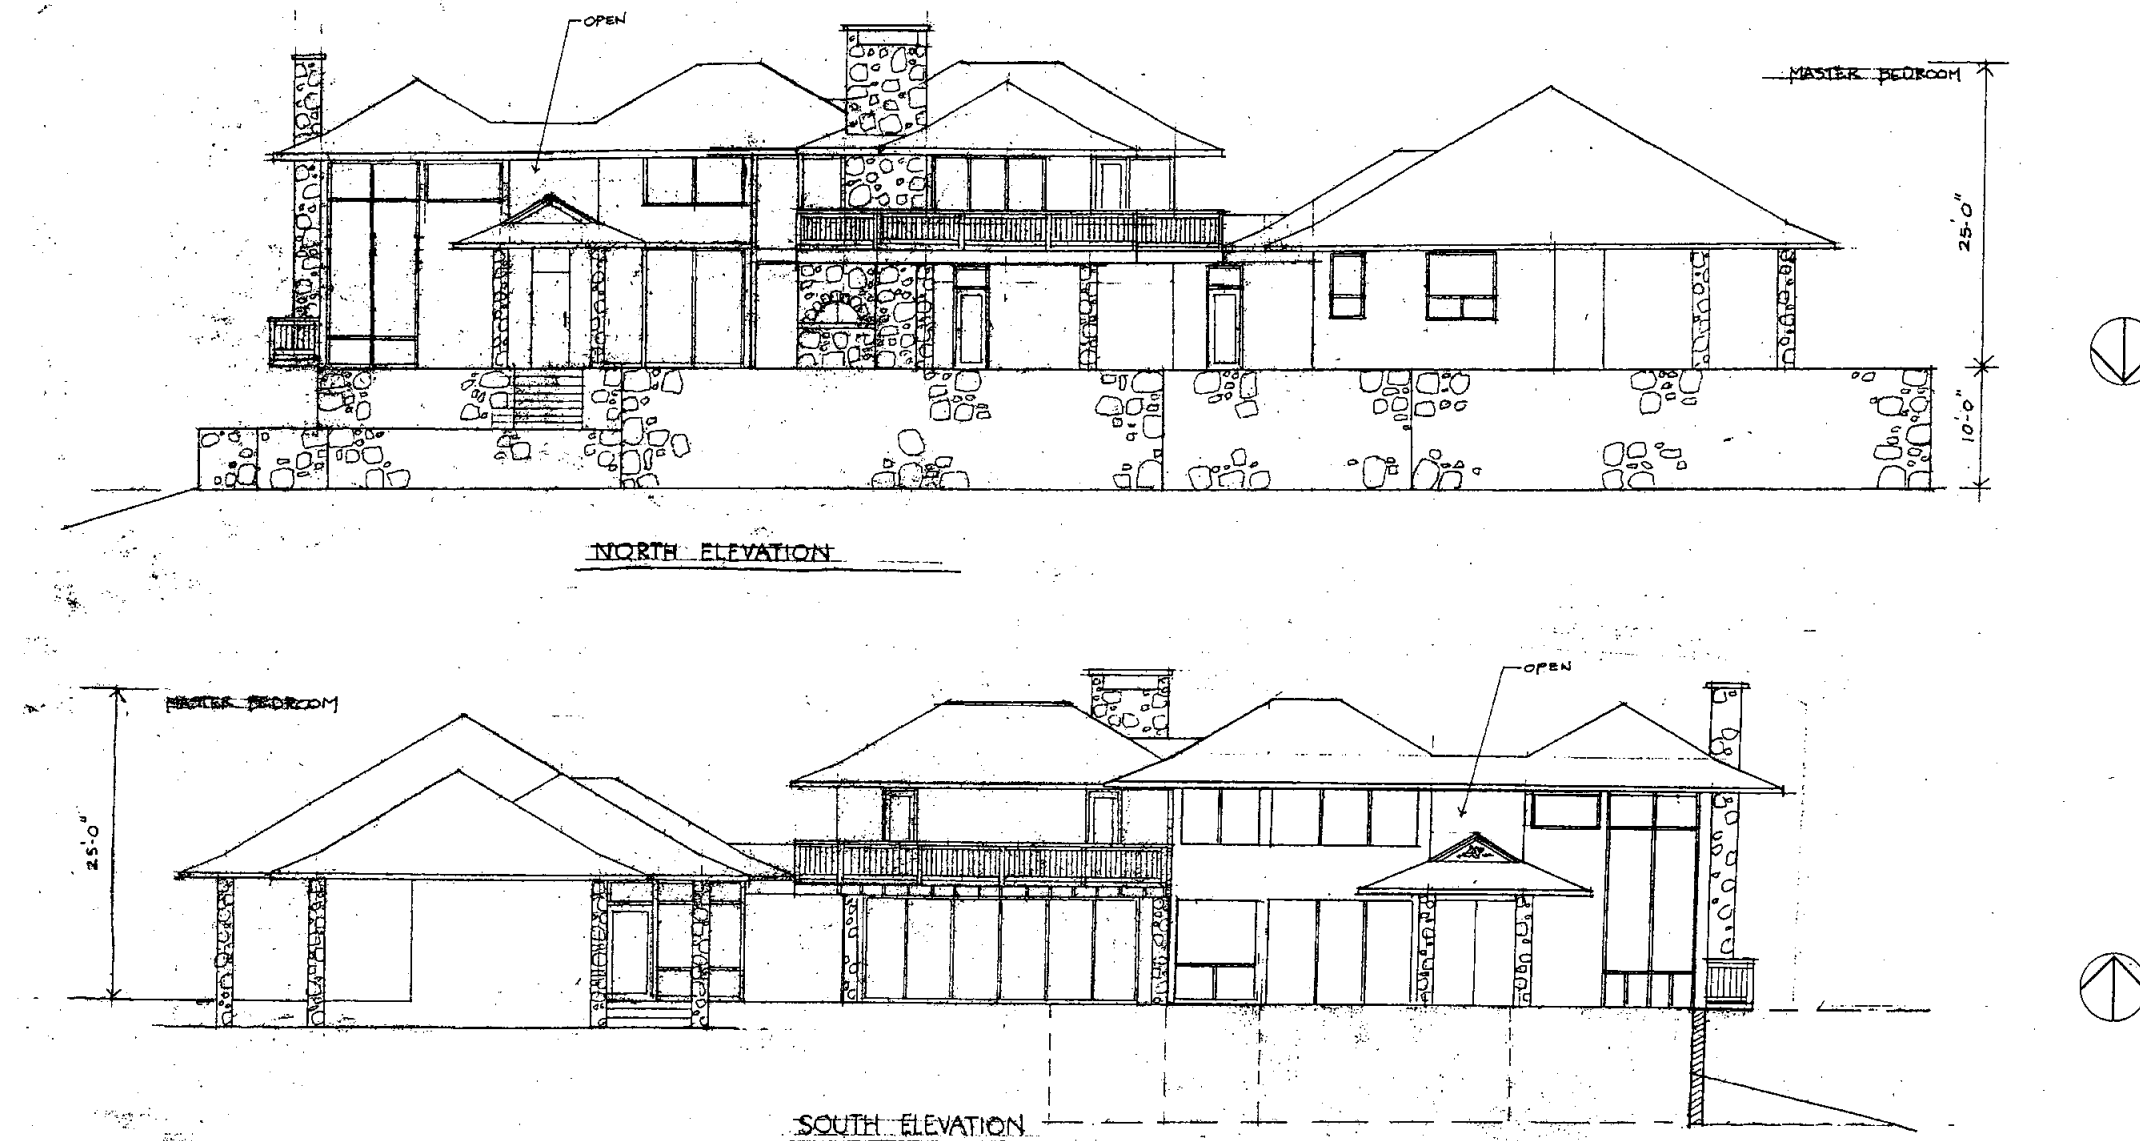 OPEN
MASTER BEDROOM
25'-0"
10'-0"
NORTH ELEVATION
OPEN
MASTER BEDROOM
25'-0"
SOUTH ELEVATION